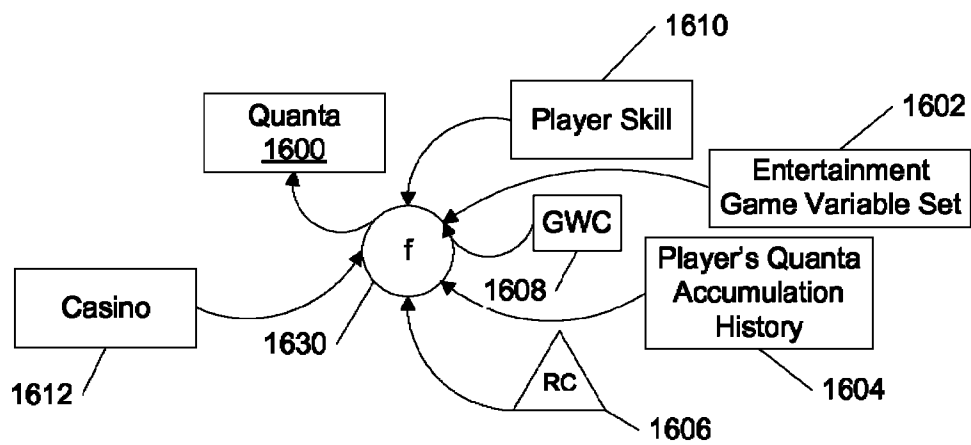 1610
Quanta
1600
Player Skill
1602
Entertainment
Game Variable Set
GWC
f
1608
Player's Quanta
Accumulation
History
Casino
1630
RC
1604
1612
1606